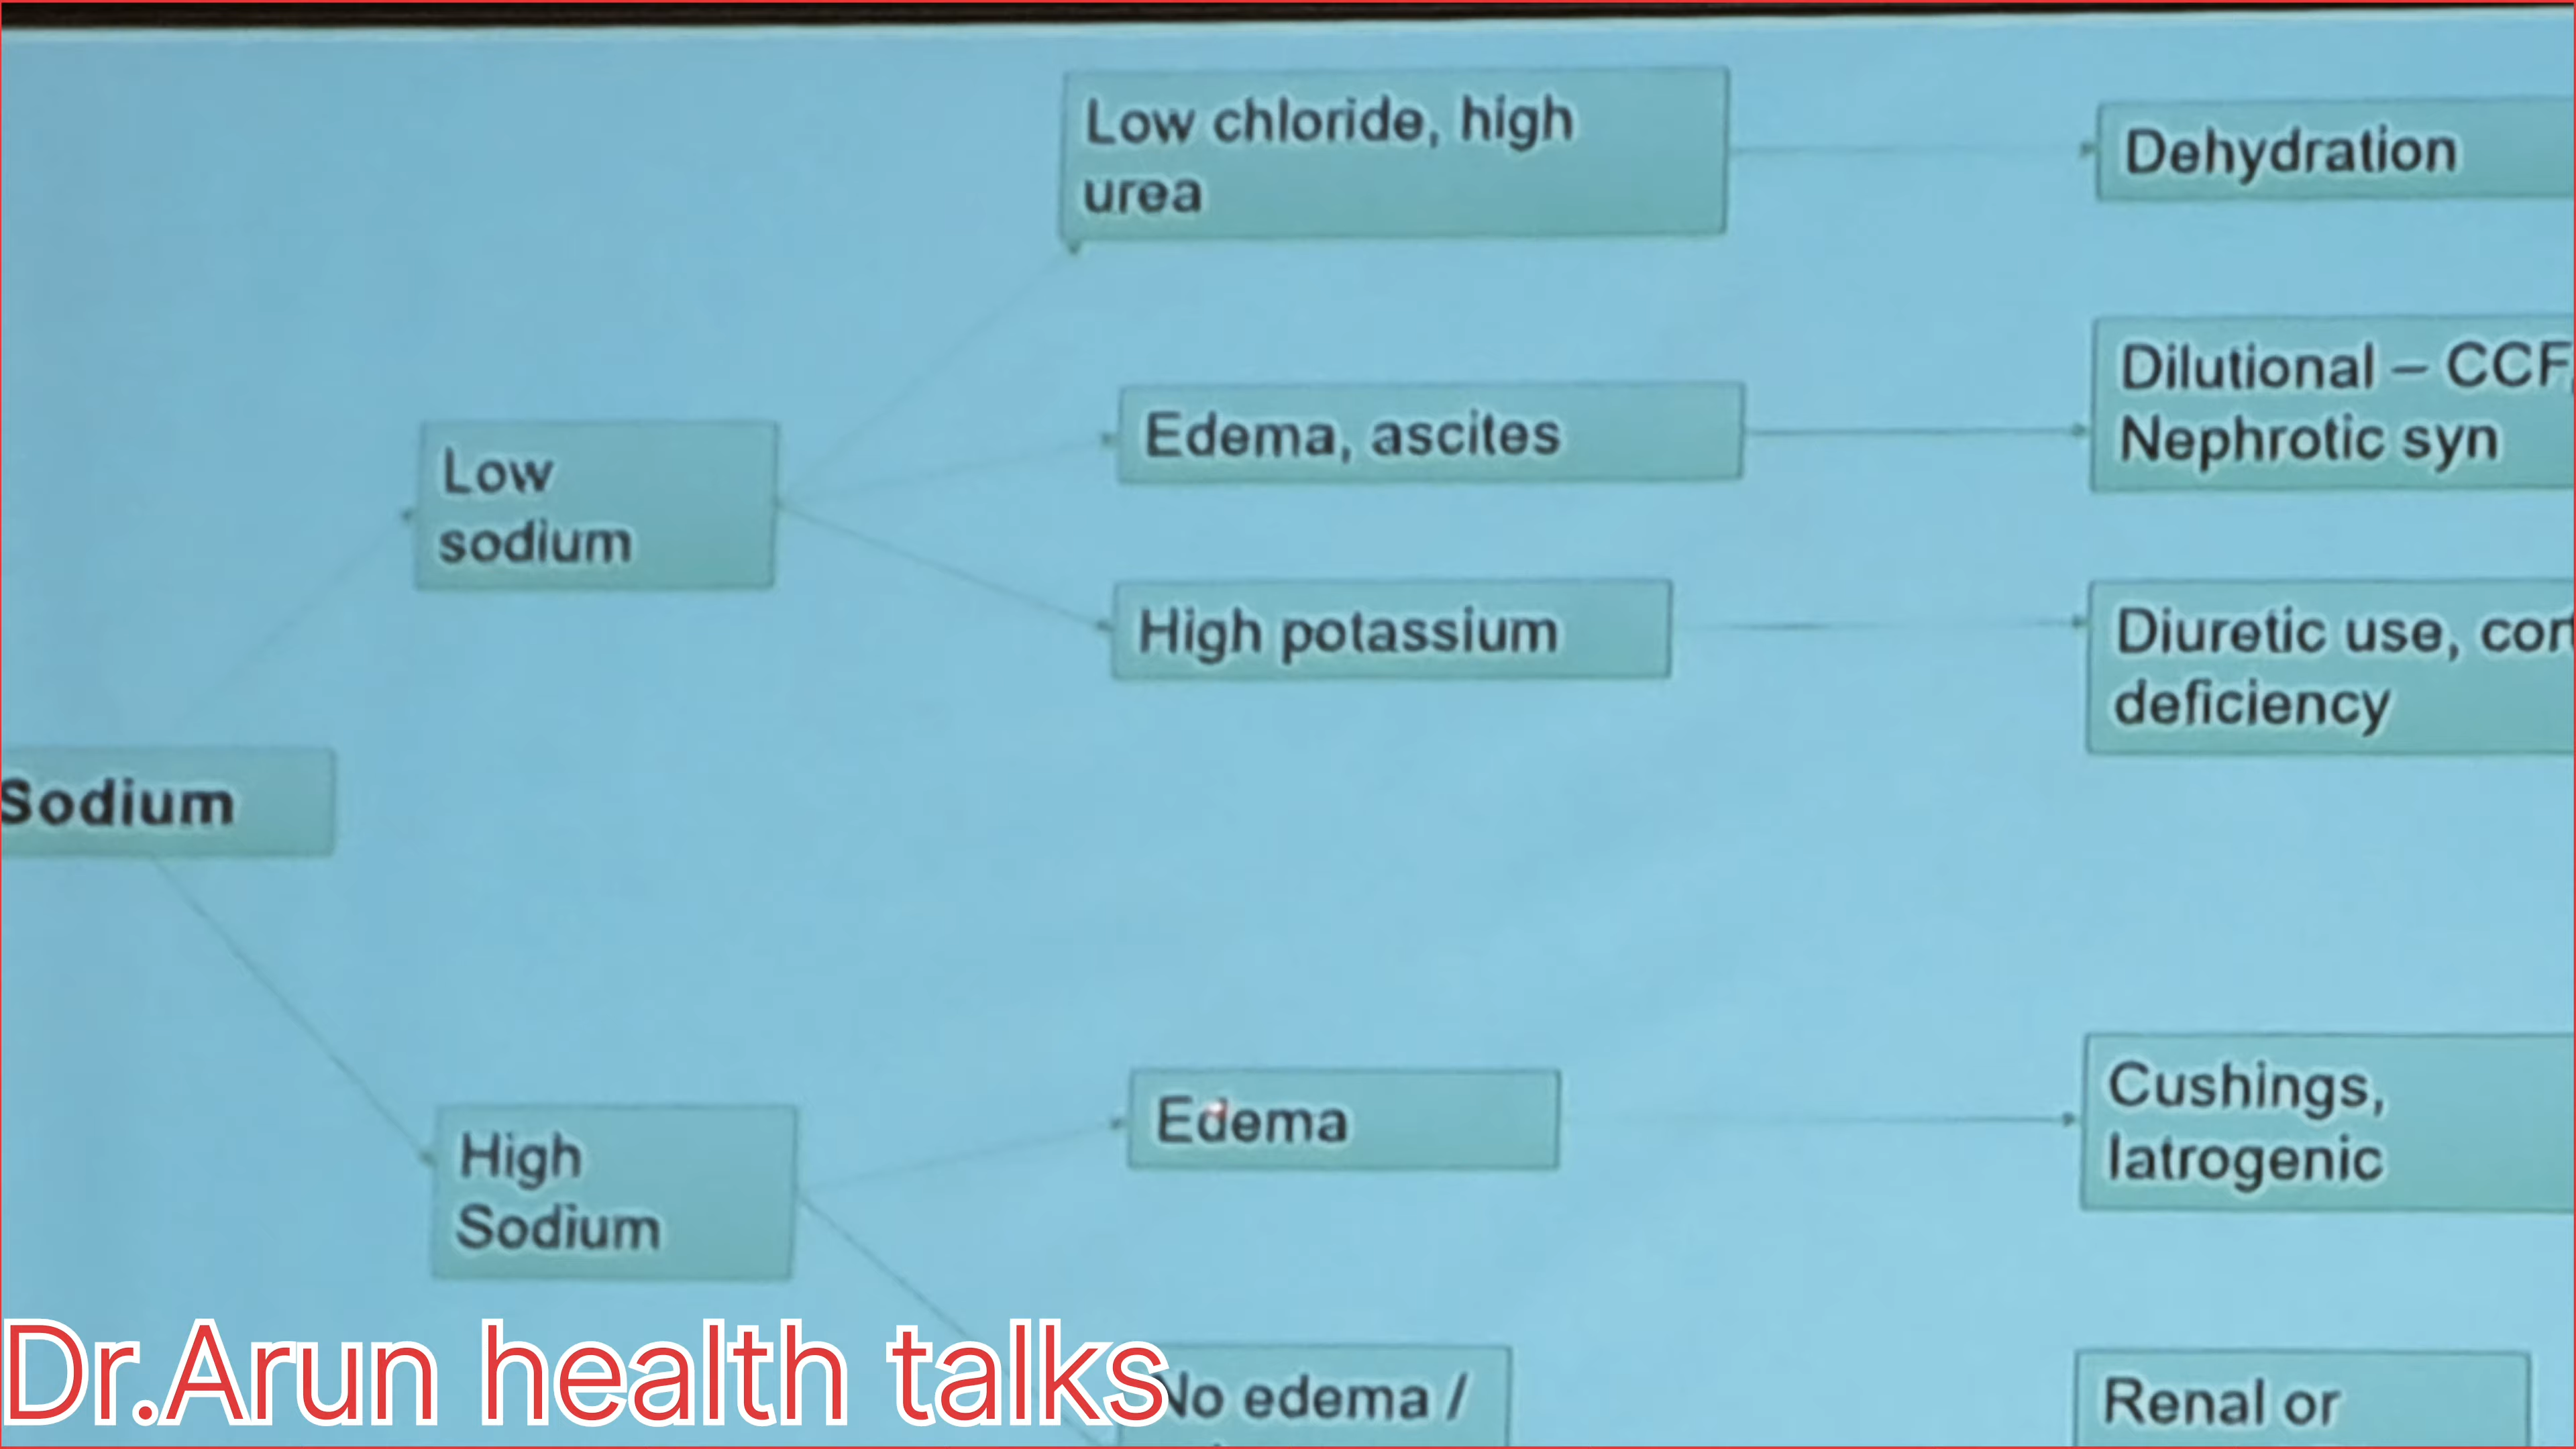 Low chloride, high
urea
Dehydration
Edema, ascites
Dilutional – CCF,
Nephrotic syn
Low
sodium
High potassium
Diuretic use,
deficiency
Sodium
Edema
Cushings,
Iatrogenic
High
Sodium
No edema /
Renal or
Dr.Arun health talks